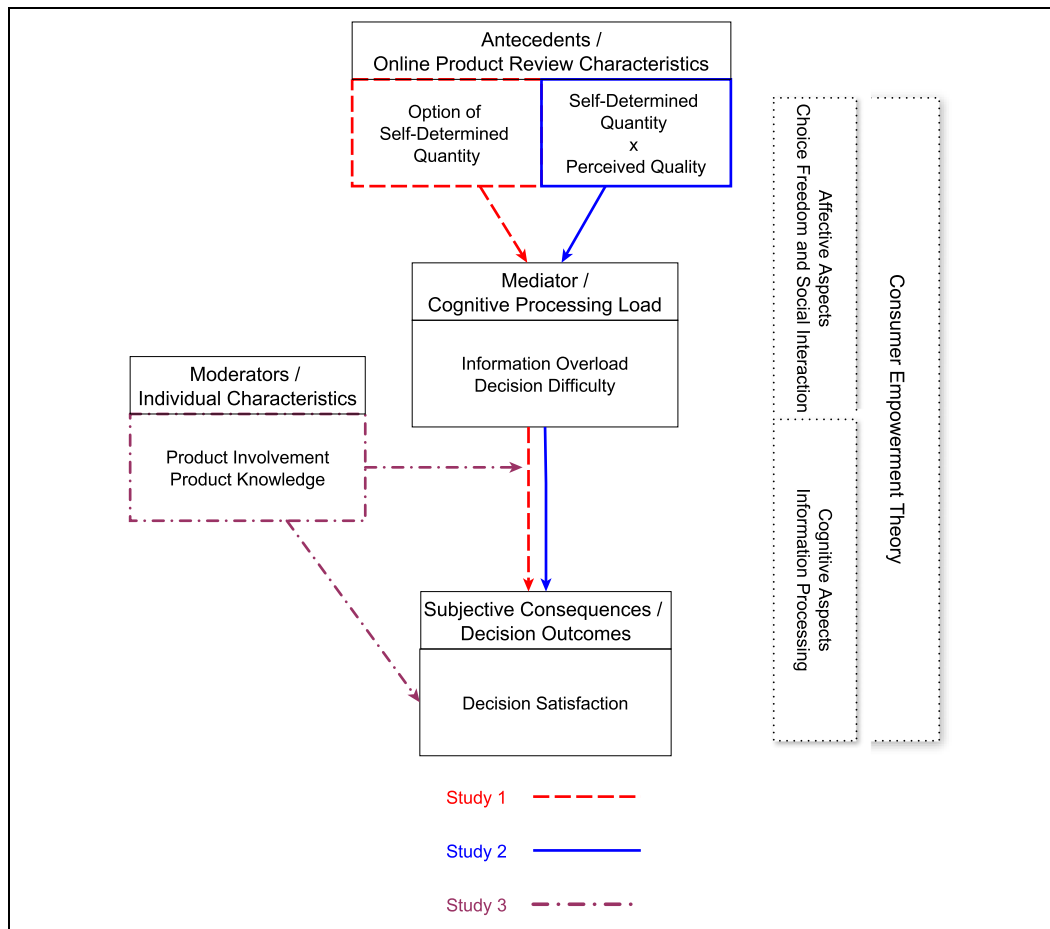 Antecedents /
Online Product Review Characteristics
Option of
Self-Determined
Quantity
Self-Determined
Quantity
x
Perceived Quality
Mediator /
Cognitive Processing Load
Information Overload
Decision Difficulty
Moderators /
Individual Characteristics
Product Involvement
Product Knowledge
Subjective Consequences /
Decision Outcomes
Decision Satisfaction
Affective Aspects
Choice Freedom and Social Interaction
Cognitive Aspects
Information Processing
Consumer Empowerment Theory
Study 1
Study 2
Study 3